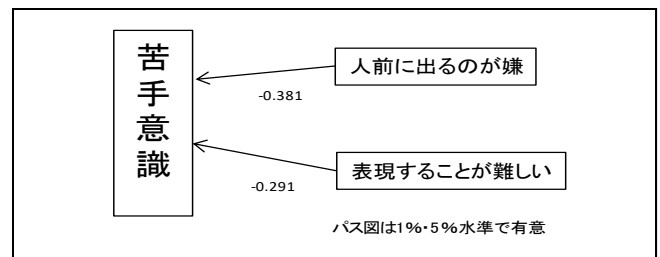 苦手意識
人前に出るのが嫌
-0.381
表現することが難しい
-0.291
パス図は1%・5%水準で有意